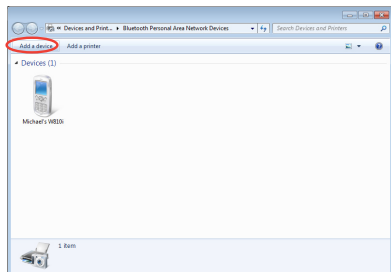 « Devices and Print... ▸ Bluetooth Personal Area Network Devices
Search Devices and Printers
Add a device
Add a printer
Devices (1)
Michael's W810i
1 item